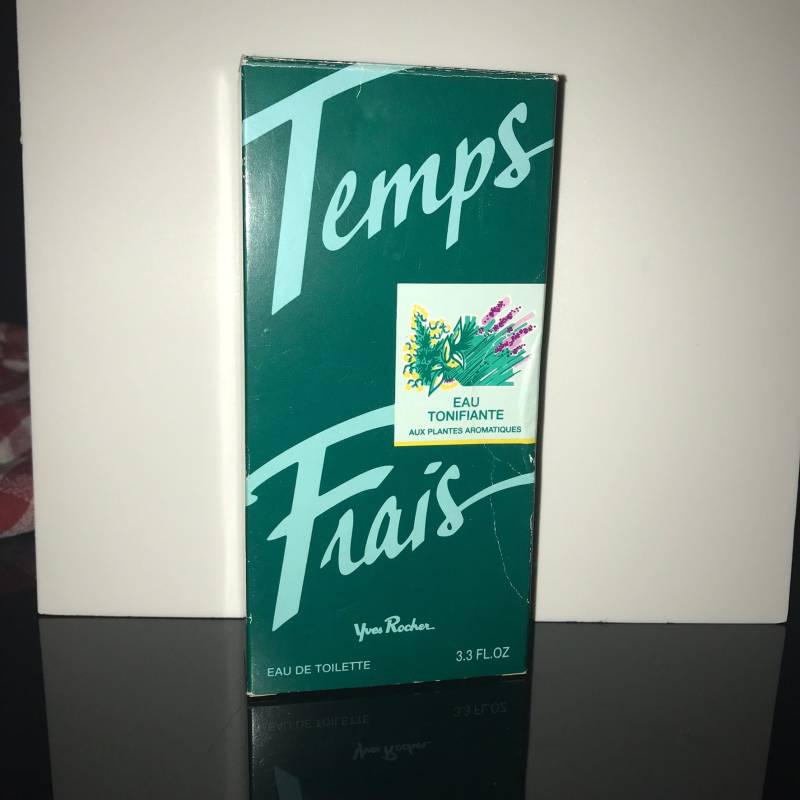 Temps
EAU
TONIFIANTE
AUX PLANTES AROMATIQUES
Frais
Yves Rocher
EAU DE TOILETTE
3.3 FL.OZ